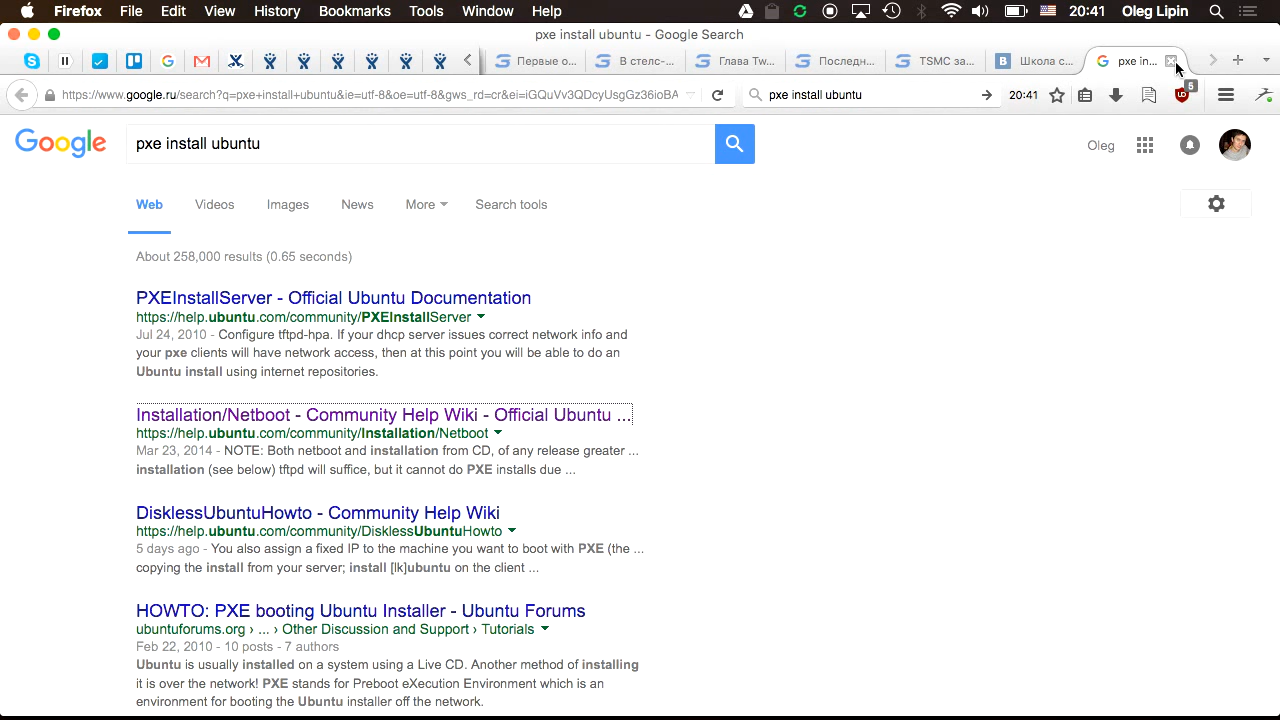 Firefox File Edit View History Bookmarks Tools Window Help 20:41 Oleg Lipin
pxe install ubuntu - Google Search
Первые о... В стелс-... Глава Tw... Последн... TSMC за... Школа с... pxe in...
https://www.google.ru/search?q=pxe+install+ubuntu&ie=utf-8&oe=utf-8&gws_rd=cr&ei=iGQuVv3QDcyUsgGz36ioBA pxe install ubuntu 20:41 5
Google pxe install ubuntu Oleg
Web Videos Images News More Search tools
About 258,000 results (0.65 seconds)
PXEInstallServer - Official Ubuntu Documentation
https://help.ubuntu.com/community/PXEInstallServer
Jul 24, 2010 - Configure tftpd-hpa. If your dhcp server issues correct network info and
your pxe clients will have network access, then at this point you will be able to do an
Ubuntu install using internet repositories.
Installation/Netboot - Community Help Wiki - Official Ubuntu ...
https://help.ubuntu.com/community/Installation/Netboot
Mar 23, 2014 - NOTE: Both netboot and installation from CD, of any release greater ...
installation (see below) tftpd will suffice, but it cannot do PXE installs due ...
DisklessUbuntuHowto - Community Help Wiki
https://help.ubuntu.com/community/DisklessUbuntuHowto
5 days ago - You also assign a fixed IP to the machine you want to boot with PXE (the ...
copying the install from your server; install [lk]ubuntu on the client ...
HOWTO: PXE booting Ubuntu Installer - Ubuntu Forums
ubuntuforums.org › ... › Other Discussion and Support › Tutorials
Feb 22, 2010 - 10 posts - 7 authors
Ubuntu is usually installed on a system using a Live CD. Another method of installing
it is over the network! PXE stands for Preboot eXecution Environment which is an
environment for booting the Ubuntu installer off the network.